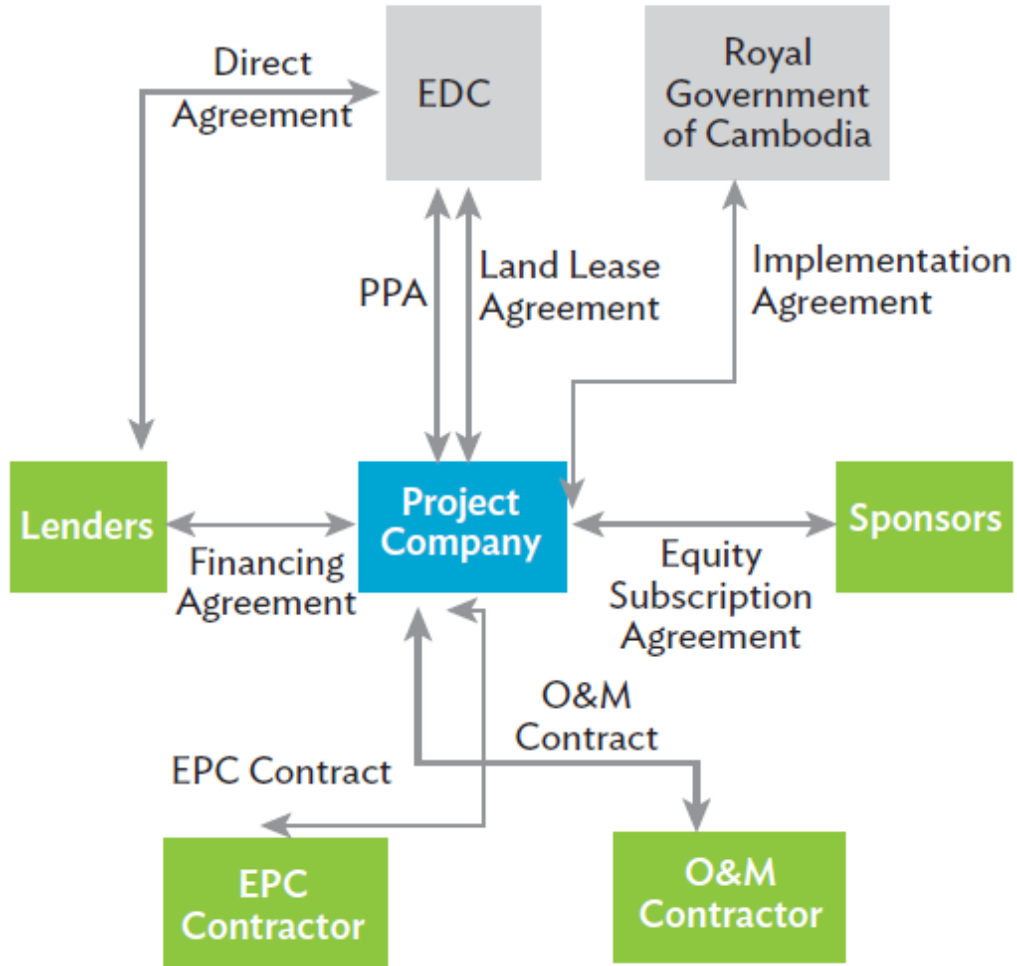 Direct
Agreement
EDC
Royal
Government
of Cambodia
PPA
Land Lease
Agreement
Implementation
Agreement
Lenders
Financing
Agreement
Project
Company
Equity
Subscription
Agreement
Sponsors
O&M
Contract
EPC Contract
EPC
Contractor
O&M
Contractor